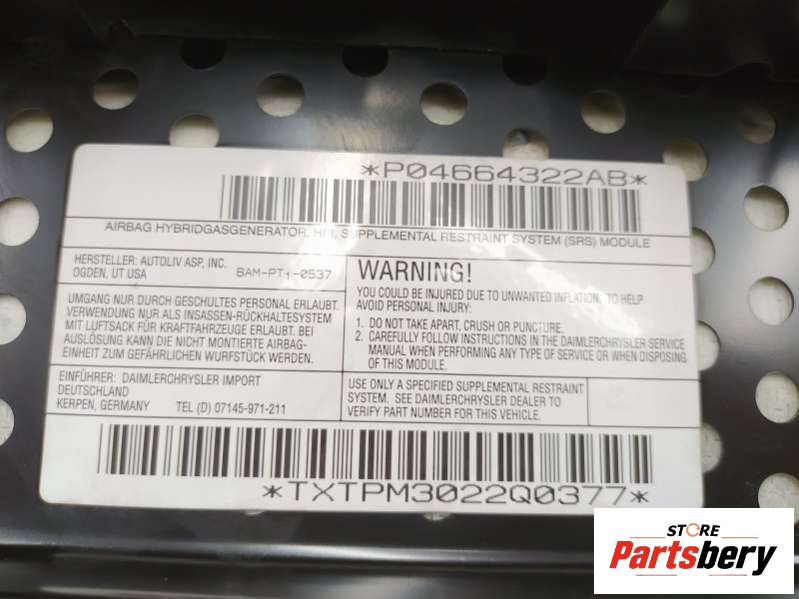 *P04664322AB*
AIRBAG HYBRIDGASGENERATOR, HFI, SUPPLEMENTAL RESTRAINT SYSTEM (SRS) MODULE
HERSTELLER: AUTOLIV ASP, INC.
OGDEN, UT USA BAM-PT1-0537
UMGANG NUR DURCH GESCHULTES PERSONAL ERLAUBT.
VERWENDUNG NUR ALS INSASSEN-RÜCKHALTESYSTEM
MIT LUFTSACK FÜR KRAFTFAHRZEUGE ERLAUBT. BEI
AUSLÖSUNG KANN DIE NICHT MONTIERTE AIRBAG-
EINHEIT ZUM GEFÄHRLICHEN WURFSTÜCK WERDEN.
EINFÜHRER: DAIMLERCHRYSLER IMPORT
DEUTSCHLAND
KERPEN, GERMANY TEL (D) 07145-971-211
WARNING!
YOU COULD BE INJURED DUE TO UNWANTED INFLATION. TO HELP
AVOID PERSONAL INJURY:
1. DO NOT TAKE APART, CRUSH OR PUNCTURE.
2. CAREFULLY FOLLOW INSTRUCTIONS IN THE DAIMLERCHRYSLER SERVICE
MANUAL WHEN PERFORMING ANY TYPE OF SERVICE OR WHEN DISPOSING
OF THIS MODULE.
USE ONLY A SPECIFIED SUPPLEMENTAL RESTRAINT
SYSTEM. SEE DAIMLERCHRYSLER DEALER TO
VERIFY PART NUMBER FOR THIS VEHICLE.
*TXTPM3022Q0377*
STORE
Partsbery